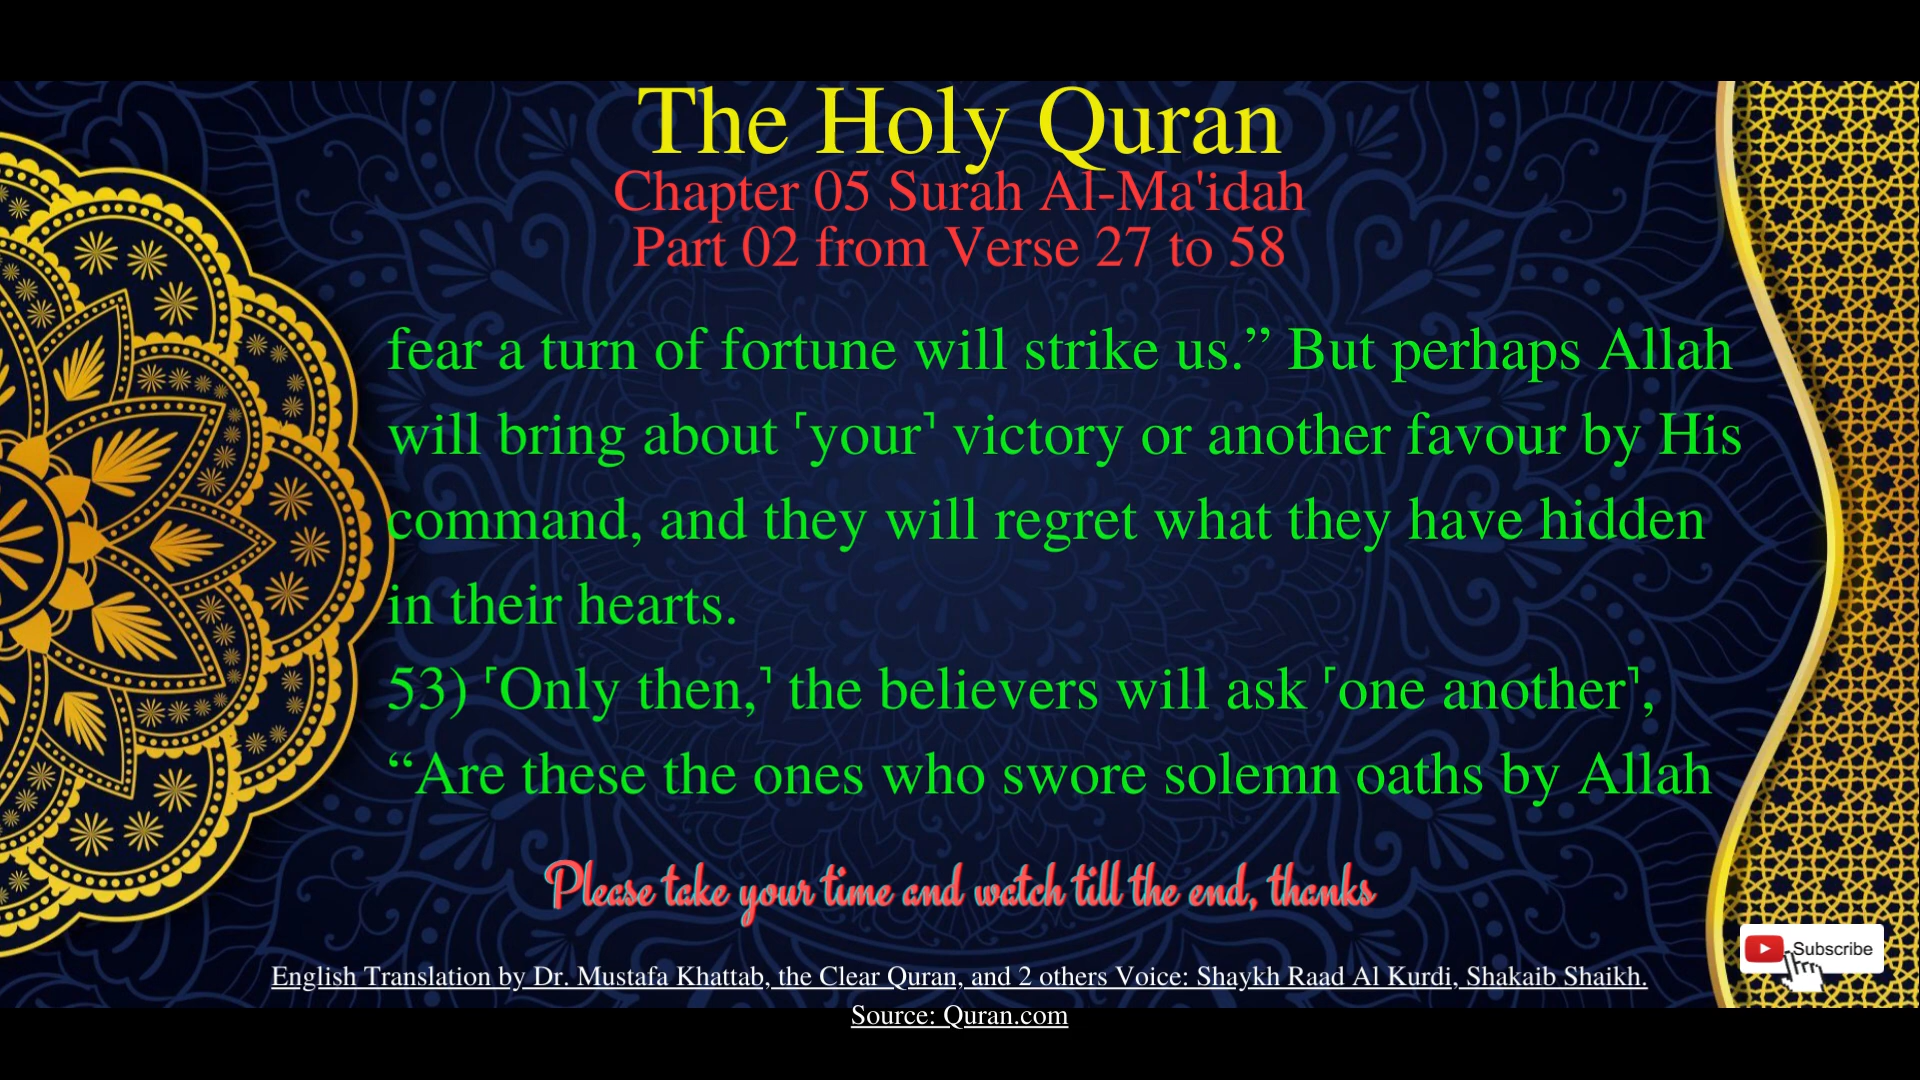 The Holy Quran
Chapter 05 Surah Al-Ma'idah
Part 02 from Verse 27 to 58
fear a turn of fortune will strike us.” But perhaps Allah
will bring about ˹your˺ victory or another favour by His
command, and they will regret what they have hidden
in their hearts.
53) ˹Only then,˺ the believers will ask ˹one another˺,
“Are these the ones who swore solemn oaths by Allah
Please take your time and watch till the end, thanks
Subscribe
English Translation by Dr. Mustafa Khattab, the Clear Quran, and 2 others Voice: Shaykh Raad Al Kurdi, Shakaib Shaikh.
Source: Quran.com